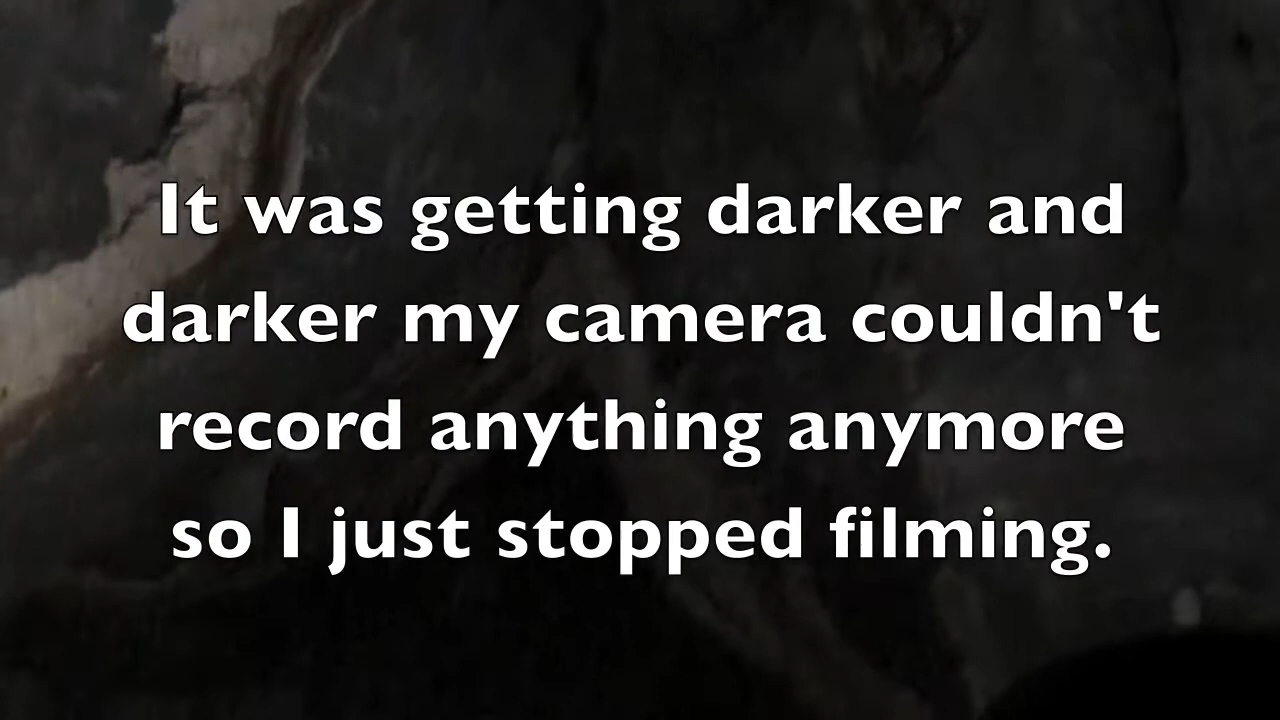 It was getting darker and
darker my camera couldn't
record anything anymore
so I just stopped filming.